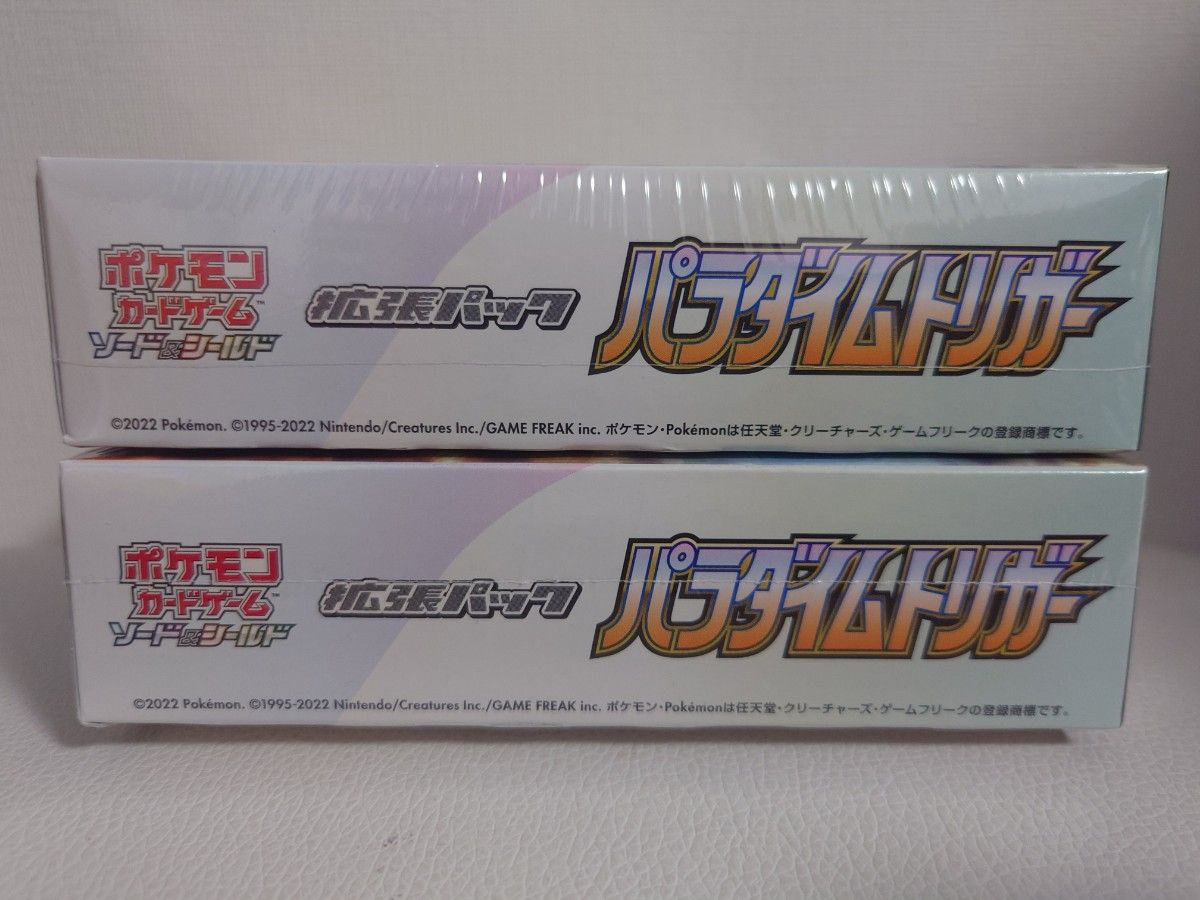 ポケモン
カードゲーム™
ソード&シールド
拡張パック
パラダイムトリガー
©2022 Pokémon. ©1995-2022 Nintendo/Creatures Inc./GAME FREAK inc. ポケモン・Pokémonは任天堂・クリーチャーズ・ゲームフリークの登録商標です。
ポケモン
カードゲーム™
ソード&シールド
拡張パック
パラダイムトリガー
©2022 Pokémon. ©1995-2022 Nintendo/Creatures Inc./GAME FREAK inc. ポケモン・Pokémonは任天堂・クリーチャーズ・ゲームフリークの登録商標です。